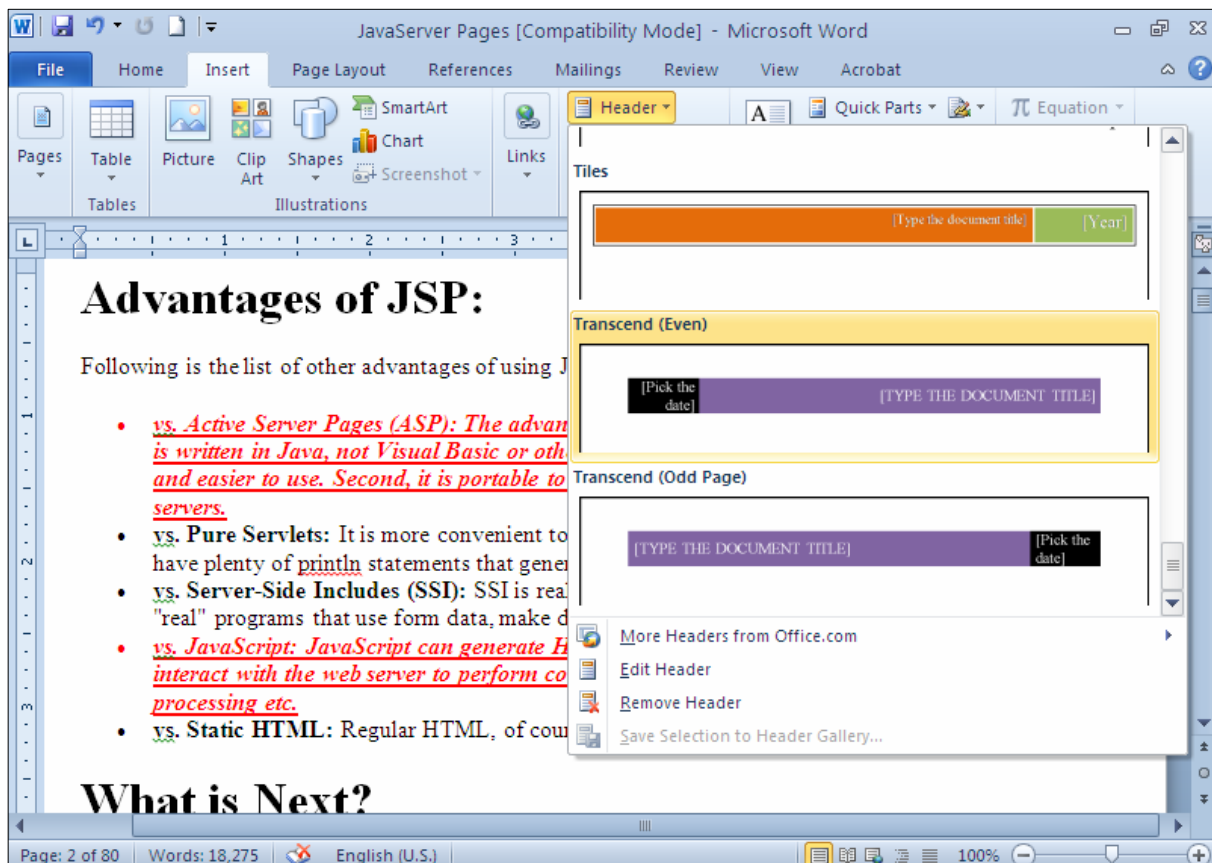 JavaServer Pages [Compatibility Mode] - Microsoft Word
File Home Insert Page Layout References Mailings Review View Acrobat
Pages
Table
Tables
Picture
Clip Art
Shapes
SmartArt
Chart
Screenshot
Illustrations
Links
Header
Quick Parts
π Equation
Tiles
[Type the document title] [Year]
Transcend (Even)
[Pick the date] [TYPE THE DOCUMENT TITLE]
Transcend (Odd Page)
[TYPE THE DOCUMENT TITLE] [Pick the date]
More Headers from Office.com
Edit Header
Remove Header
Save Selection to Header Gallery...
1 2 3
Advantages of JSP:
Following is the list of other advantages of using J
• vs. Active Server Pages (ASP): The advan
is written in Java, not Visual Basic or oth
and easier to use. Second, it is portable to
servers.
• vs. Pure Servlets: It is more convenient to
have plenty of println statements that gene
• vs. Server-Side Includes (SSI): SSI is rea
"real" programs that use form data, make d
• vs. JavaScript: JavaScript can generate H
interact with the web server to perform co
processing etc.
• vs. Static HTML: Regular HTML, of cour
What is Next?
Page: 2 of 80 Words: 18,275 English (U.S.) 100%